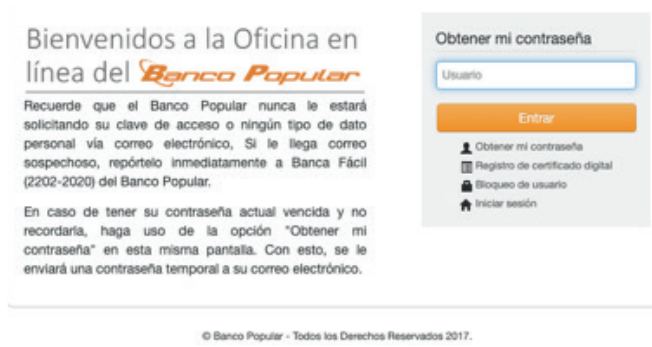 Bienvenidos a la Oficina en
línea del Banco Popular
Recuerde que el Banco Popular nunca le estará
solicitando su clave de acceso o ningún tipo de dato
personal vía correo electrónico, Si le llega correo
sospechoso, repórtelo inmediatamente a Banca Fácil
(2202-2020) del Banco Popular.
En caso de tener su contraseña actual vencida y no
recordarla, haga uso de la opción "Obtener mi
contraseña" en esta misma pantalla. Con esto, se le
enviará una contraseña temporal a su correo electrónico.
Obtener mi contraseña
Usuario
Entrar
Obtener mi contraseña
Registro de certificado digital
Bloqueo de usuario
Iniciar sesión
© Banco Popular - Todos los Derechos Reservados 2017.